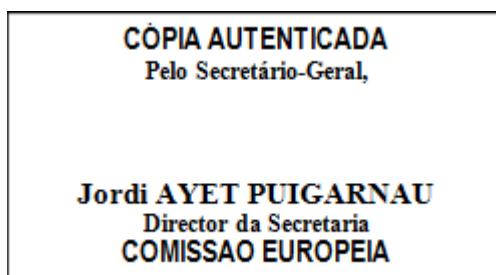 CÓPIA AUTENTICADA
Pelo Secretário-Geral,
Jordi AYET PUIGARNAU
Director da Secretaria
COMISSAO EUROPEIA